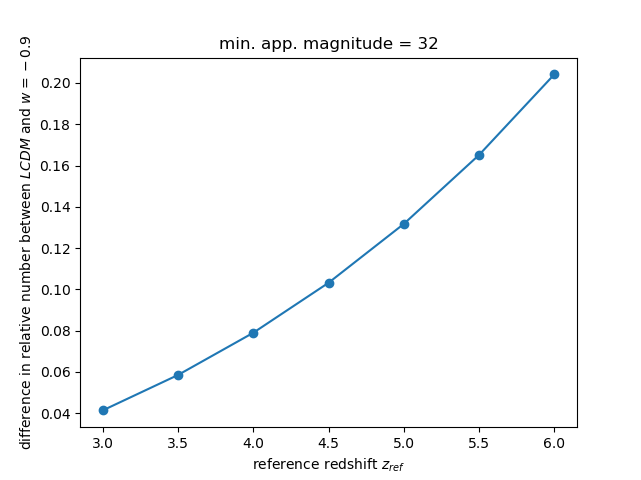 min. app. magnitude = 32
difference in relative number between LCDM and w = −0.9
0.20
0.18
0.16
0.14
0.12
0.10
0.08
0.06
0.04
3.0 3.5 4.0 4.5 5.0 5.5 6.0
reference redshift z_ref